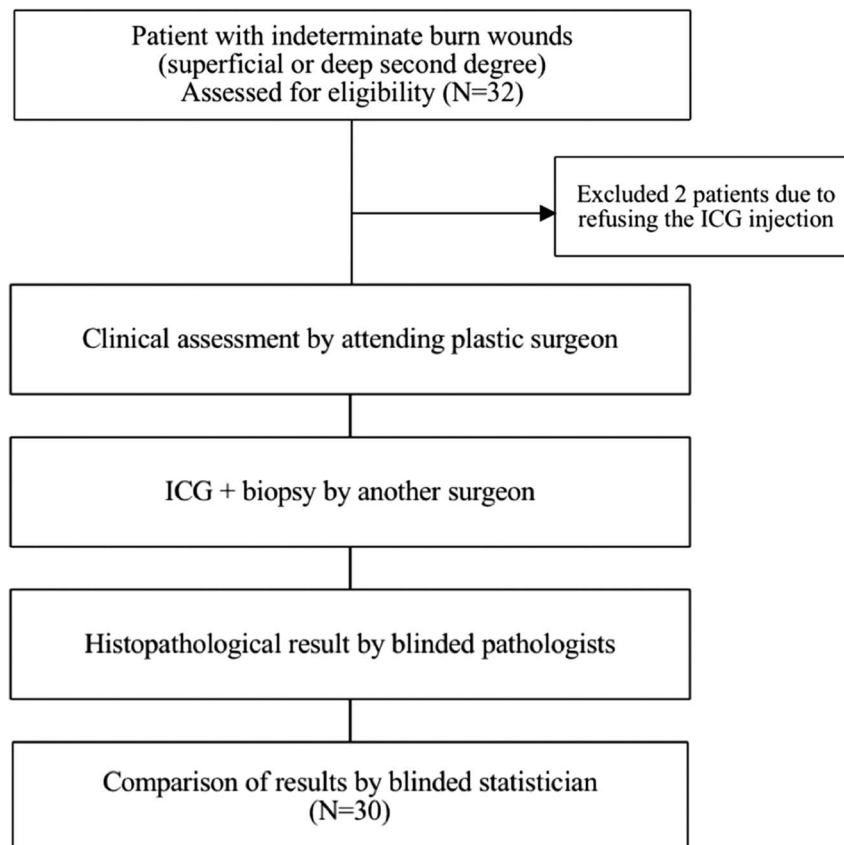 Patient with indeterminate burn wounds
(superficial or deep second degree)
Assessed for eligibility (N=32)
Excluded 2 patients due to
refusing the ICG injection
Clinical assessment by attending plastic surgeon
ICG + biopsy by another surgeon
Histopathological result by blinded pathologists
Comparison of results by blinded statistician
(N=30)